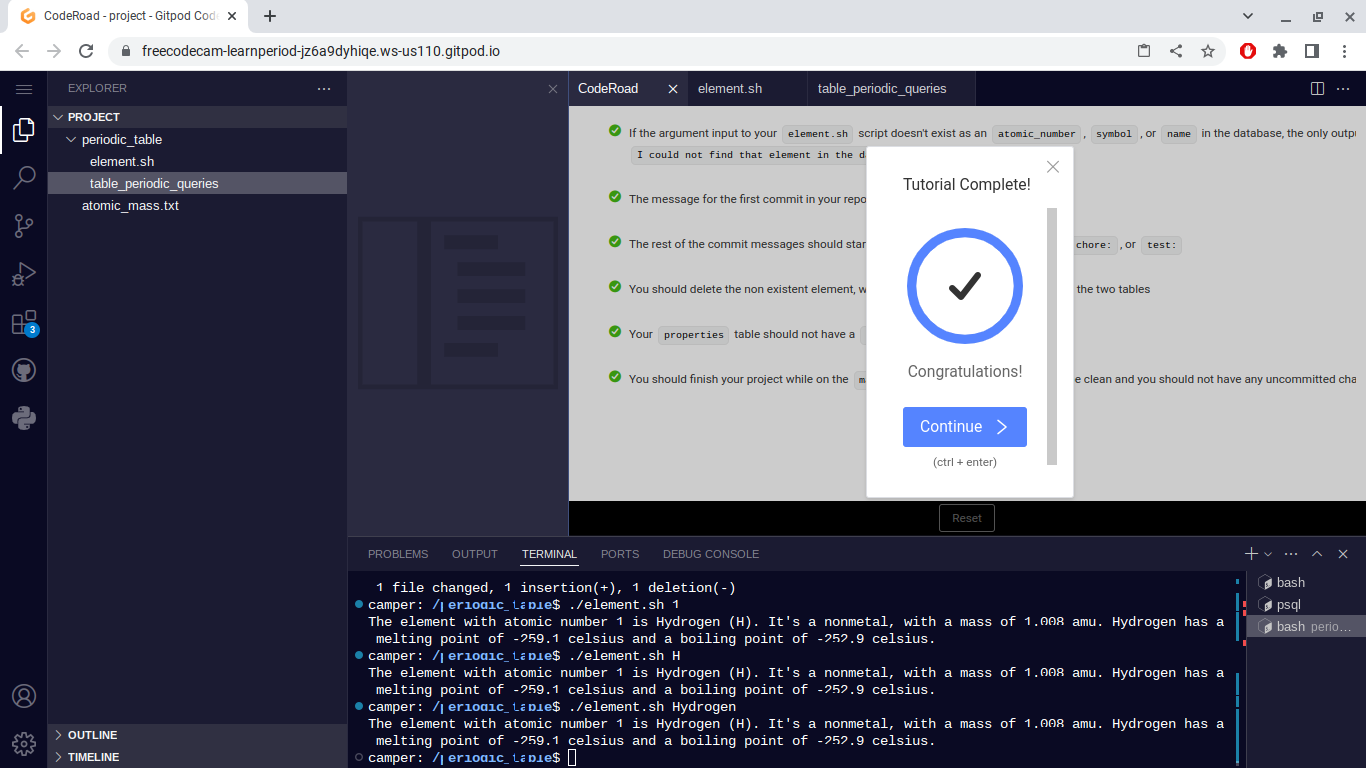 CodeRoad - project - Gitpod Cod
freecodecam-learnperiod-jz6a9dyhiqe.ws-us110.gitpod.io
EXPLORER
PROJECT
periodic_table
element.sh
table_periodic_queries
atomic_mass.txt
3
OUTLINE
TIMELINE
CodeRoad
element.sh
table_periodic_queries
If the argument input to your element.sh script doesn't exist as an atomic_number , symbol , or name in the database, the only outpu
I could not find that element in the d
The message for the first commit in your repo
The rest of the commit messages should star chore: , or test:
You should delete the non existent element, w the two tables
Your properties table should not have a
You should finish your project while on the m e clean and you should not have any uncommitted cha
Tutorial Complete!
Congratulations!
Continue
(ctrl + enter)
Reset
PROBLEMS OUTPUT TERMINAL PORTS DEBUG CONSOLE
1 file changed, 1 insertion(+), 1 deletion(-)
camper: /periodic_table$ ./element.sh 1
The element with atomic number 1 is Hydrogen (H). It's a nonmetal, with a mass of 1.008 amu. Hydrogen has a
melting point of -259.1 celsius and a boiling point of -252.9 celsius.
camper: /periodic_table$ ./element.sh H
The element with atomic number 1 is Hydrogen (H). It's a nonmetal, with a mass of 1.008 amu. Hydrogen has a
melting point of -259.1 celsius and a boiling point of -252.9 celsius.
camper: /periodic_table$ ./element.sh Hydrogen
The element with atomic number 1 is Hydrogen (H). It's a nonmetal, with a mass of 1.008 amu. Hydrogen has a
melting point of -259.1 celsius and a boiling point of -252.9 celsius.
camper: /periodic_table$
bash
psql
bash perio...